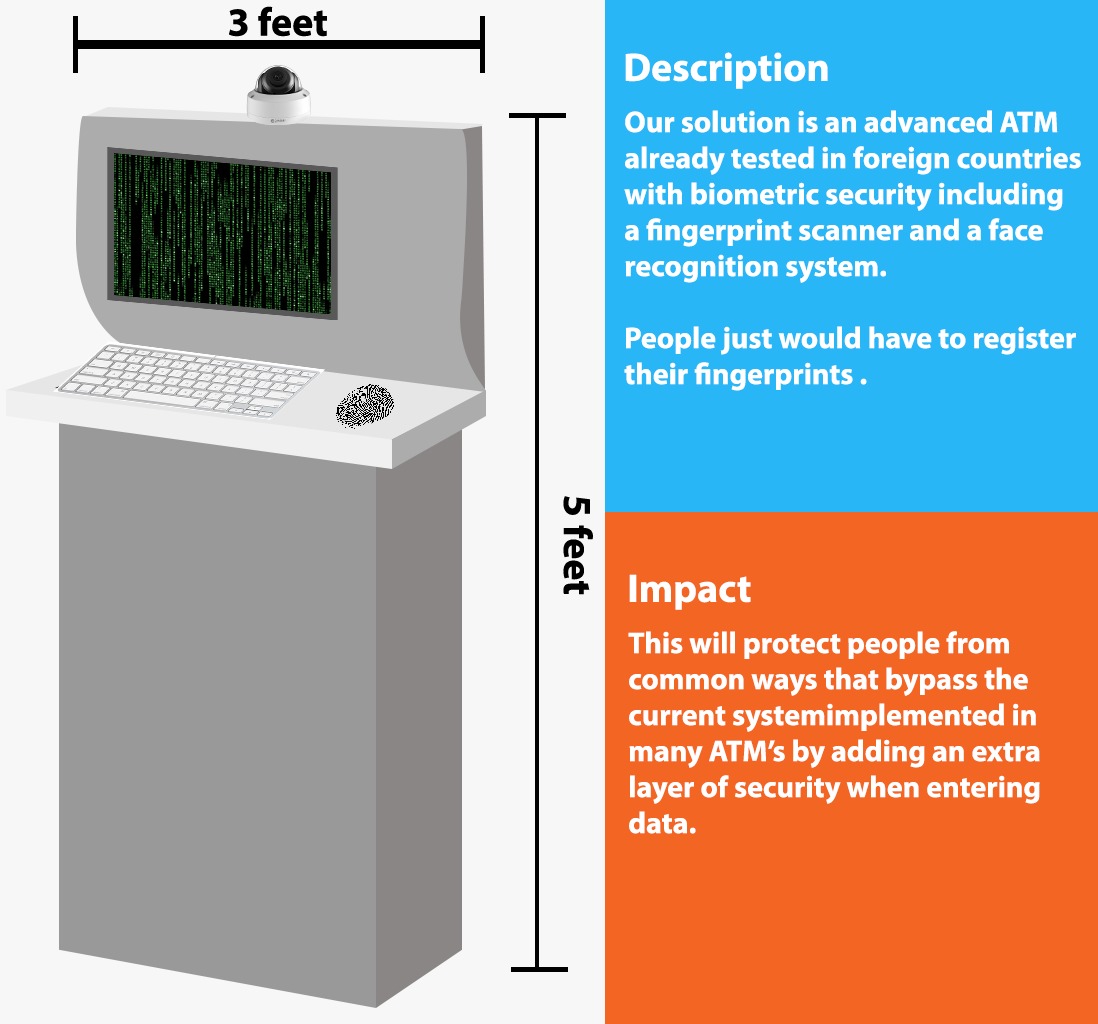 3 feet
5 feet
Description
Our solution is an advanced ATM
already tested in foreign countries
with biometric security including
a fingerprint scanner and a face
recognition system.
People just would have to register
their fingerprints .
Impact
This will protect people from
common ways that bypass the
current systemimplemented in
many ATM’s by adding an extra
layer of security when entering
data.